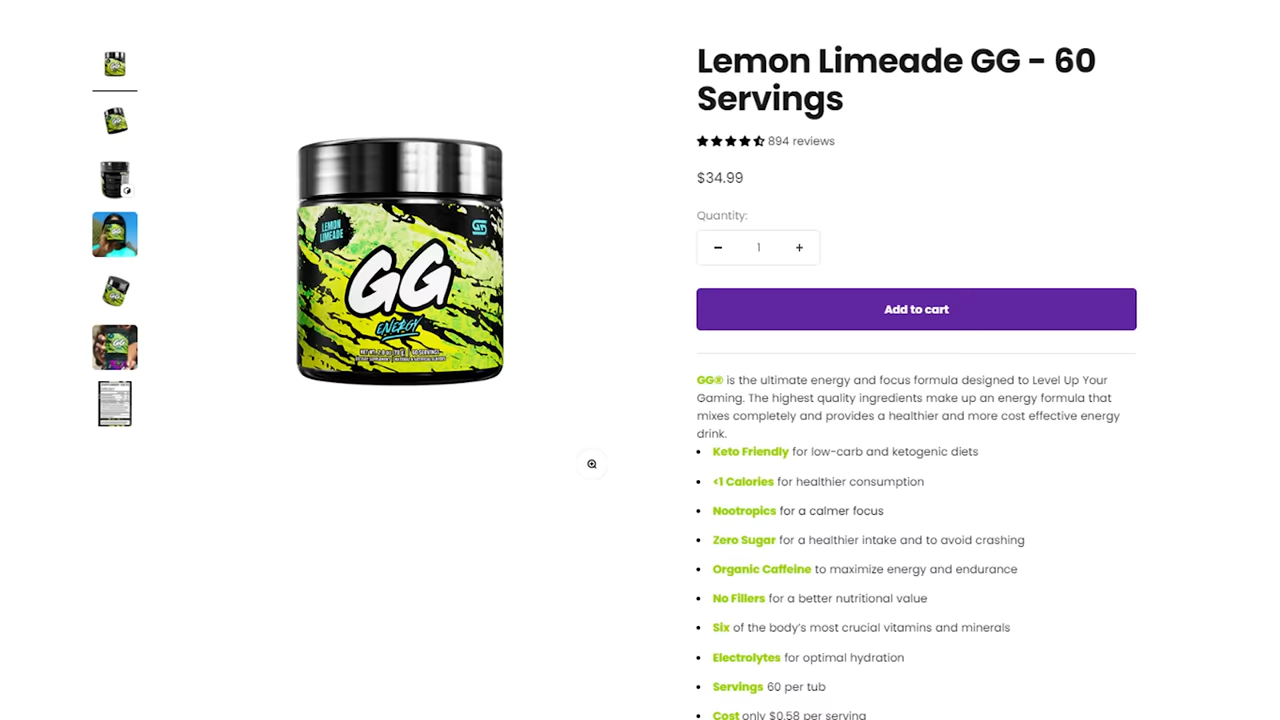 Lemon Limeade GG - 60
Servings
894 reviews
$34.99
Quantity:
1
Add to cart
LEMON
LIMEADE
GG
ENERGY
GG® is the ultimate energy and focus formula designed to Level Up Your
Gaming. The highest quality ingredients make up an energy formula that
mixes completely and provides a healthier and more cost effective energy
drink.
Keto Friendly for low-carb and ketogenic diets
<1 Calories for healthier consumption
Nootropics for a calmer focus
Zero Sugar for a healthier intake and to avoid crashing
Organic Caffeine to maximize energy and endurance
No Fillers for a better nutritional value
Six of the body's most crucial vitamins and minerals
Electrolytes for optimal hydration
Servings 60 per tub
Cost only $0.58 per serving